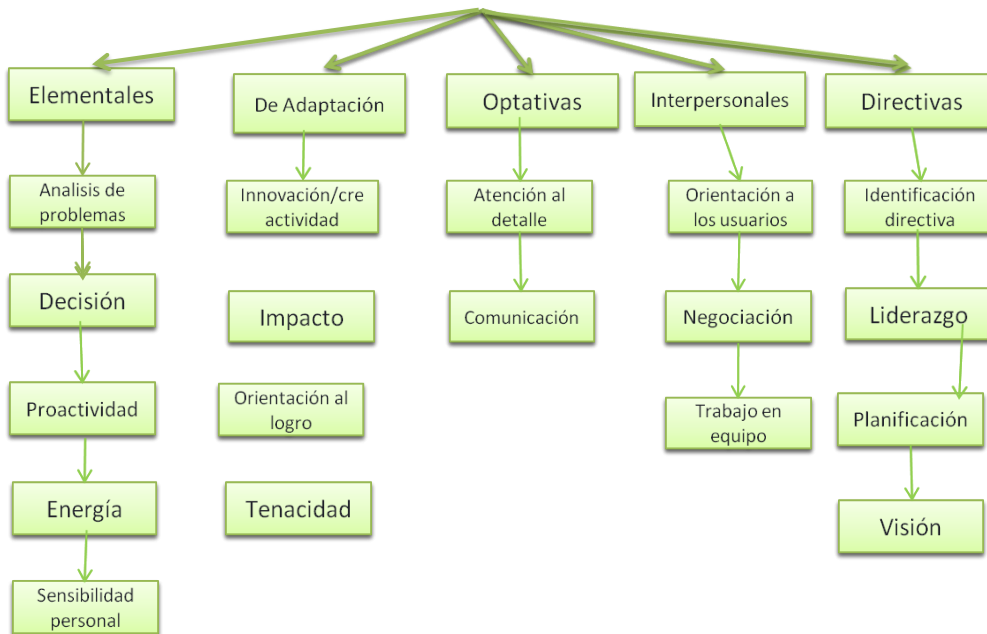 Elementales
De Adaptación
Optativas
Interpersonales
Directivas
Analisis de
problemas
Innovación/cre
actividad
Atención al
detalle
Orientación a
los usuarios
Identificación
directiva
Decisión
Impacto
Comunicación
Negociación
Liderazgo
Proactividad
Orientación al
logro
Trabajo en
equipo
Planificación
Energía
Tenacidad
Visión
Sensibilidad
personal